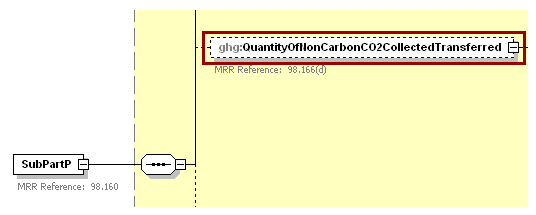 ghg:QuantityOfNonCarbonCO2CollectedTransferred
MRR Reference: 98.166(d)
SubPartP
MRR Reference: 98.160